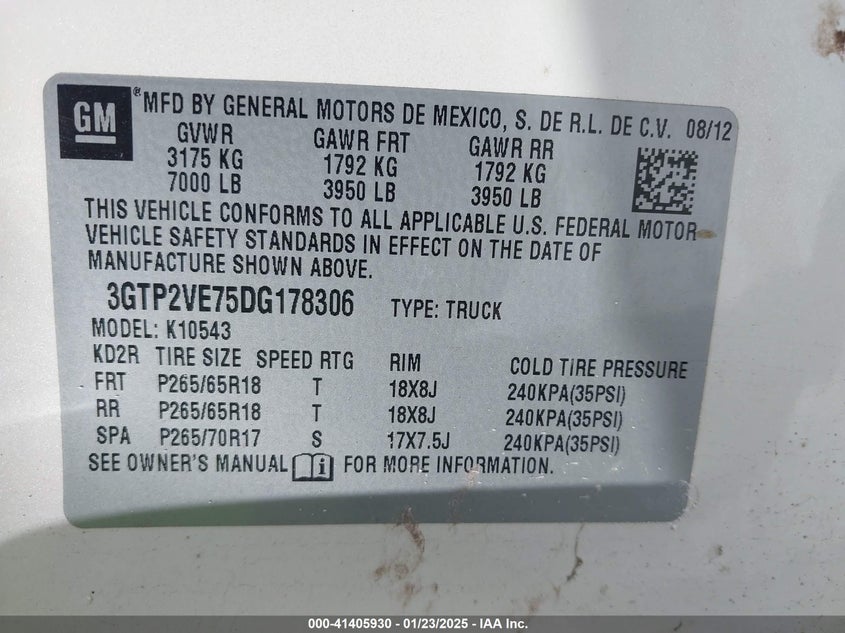 GM ® MFD BY GENERAL MOTORS DE MEXICO, S. DE R.L. DE C.V. 08/12
GVWR GAWR FRT GAWR RR
3175 KG 1792 KG 1792 KG
7000 LB 3950 LB 3950 LB
THIS VEHICLE CONFORMS TO ALL APPLICABLE U.S. FEDERAL MOTOR
VEHICLE SAFETY STANDARDS IN EFFECT ON THE DATE OF
MANUFACTURE SHOWN ABOVE.
3GTP2VE75DG178306 TYPE: TRUCK
MODEL: K10543
KD2R TIRE SIZE SPEED RTG RIM COLD TIRE PRESSURE
FRT P265/65R18 T 18X8J 240KPA(35PSI)
RR P265/65R18 T 18X8J 240KPA(35PSI)
SPA P265/70R17 S 17X7.5J 240KPA(35PSI)
SEE OWNER'S MANUAL FOR MORE INFORMATION.
000-41405930 - 01/23/2025 - IAA Inc.